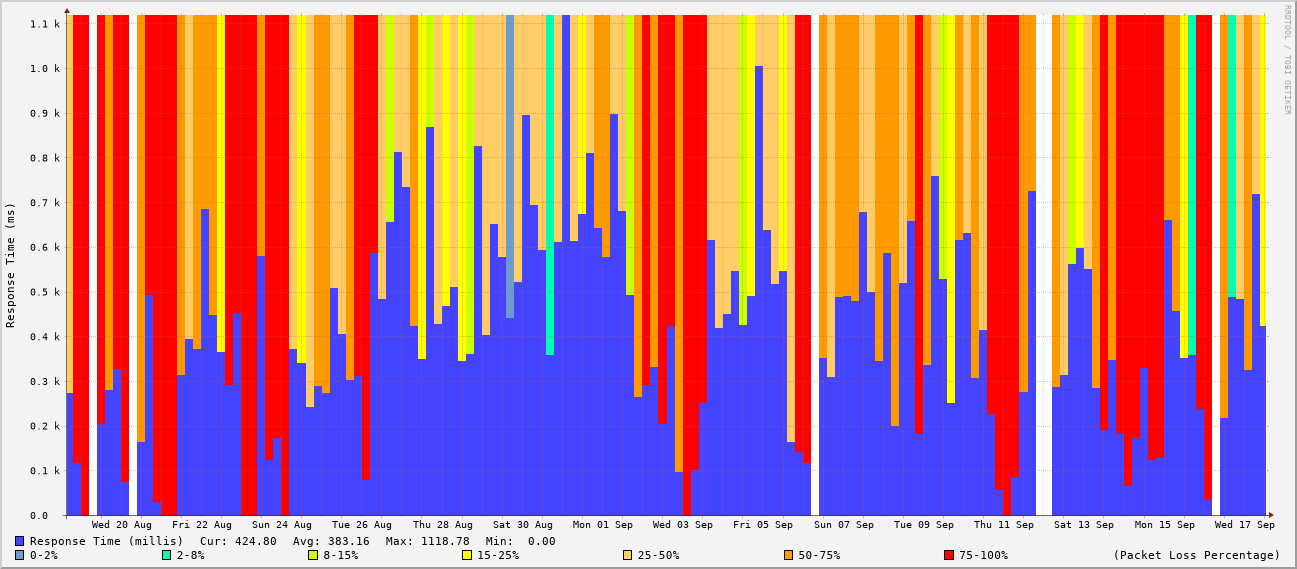 RRDTOOL / TOBI OETIKER
Response Time (ms)
1.1 k
1.0 k
0.9 k
0.8 k
0.7 k
0.6 k
0.5 k
0.4 k
0.3 k
0.2 k
0.1 k
0.0
Wed 20 Aug Fri 22 Aug Sun 24 Aug Tue 26 Aug Thu 28 Aug Sat 30 Aug Mon 01 Sep Wed 03 Sep Fri 05 Sep Sun 07 Sep Tue 09 Sep Thu 11 Sep Sat 13 Sep Mon 15 Sep Wed 17 Sep
Response Time (millis) Cur: 424.80 Avg: 383.16 Max: 1118.78 Min: 0.00
0-2% 2-8% 8-15% 15-25% 25-50% 50-75% 75-100% (Packet Loss Percentage)